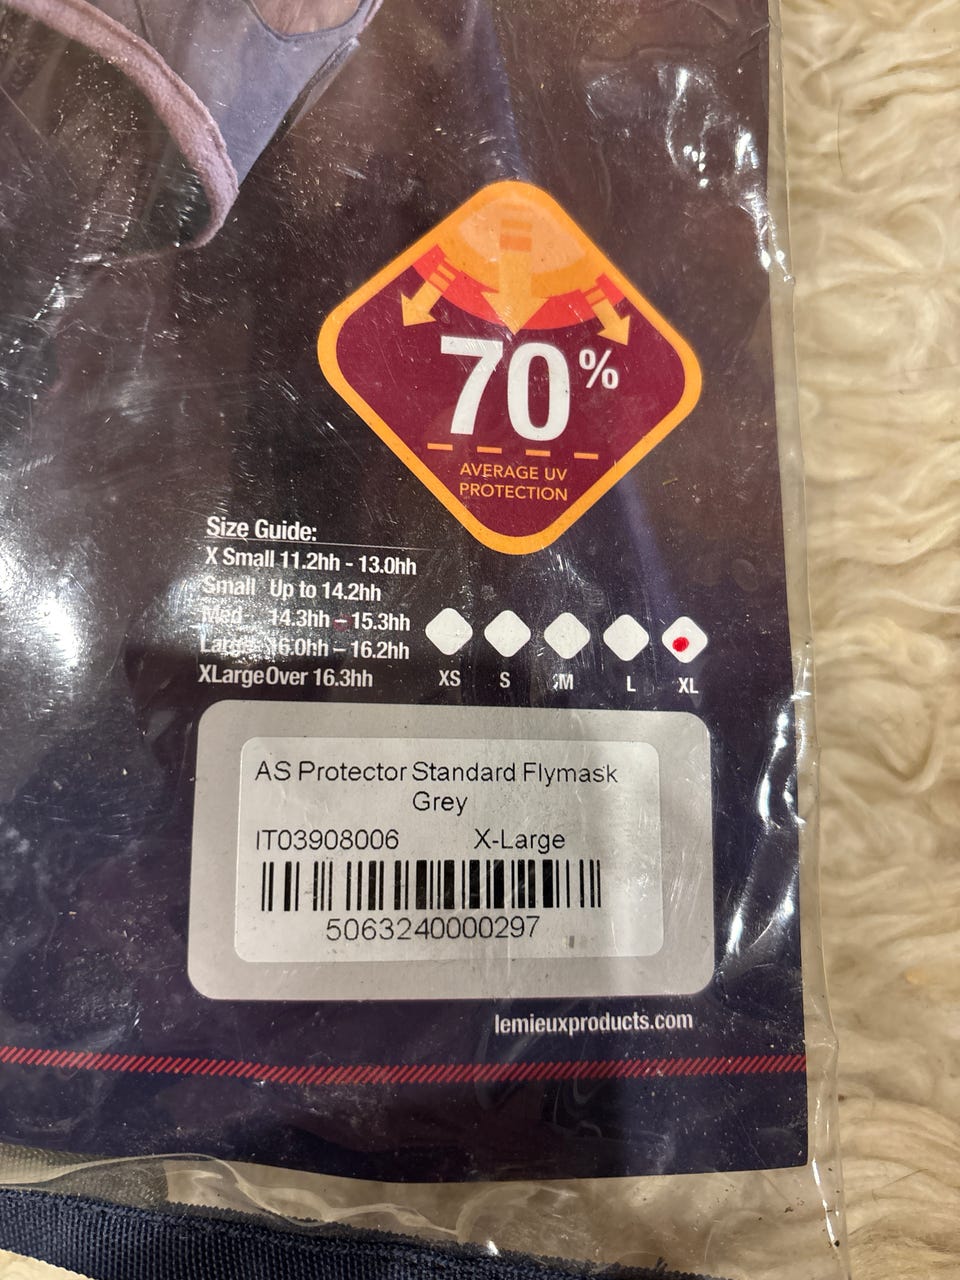 70%
AVERAGE UV
PROTECTION
Size Guide:
X Small 11.2hh - 13.0hh
Small Up to 14.2hh
Med 14.3hh – 15.3hh
Large 16.0hh – 16.2hh
XLarge Over 16.3hh
XS S M L XL
AS Protector Standard Flymask
Grey
IT03908006 X-Large
5063240000297
lemieuxproducts.com